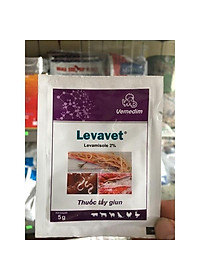 Vemedim
Levavet®
Levamisole 2%
Thuốc tẩy giun
5g